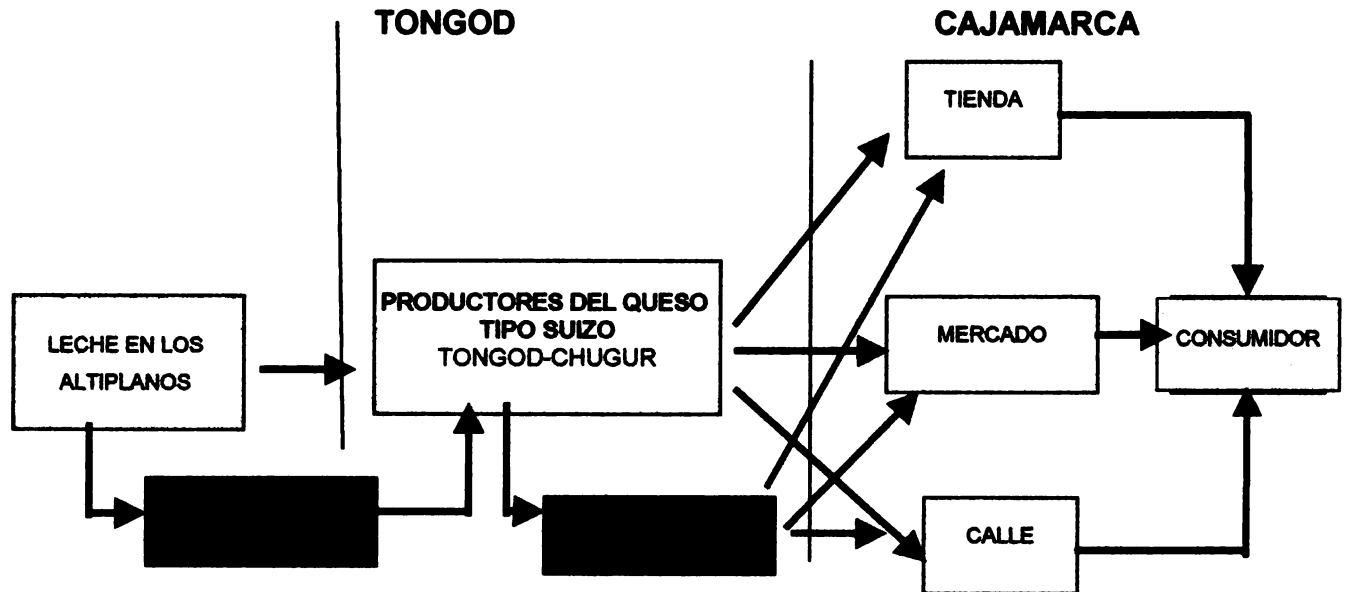 TONGOD
CAJAMARCA
TIENDA
LECHE EN LOS
ALTIPLANOS
PRODUCTORES DEL QUESO
TIPO SUIZO
TONGOD-CHUGUR
MERCADO
CONSUMIDOR
CALLE